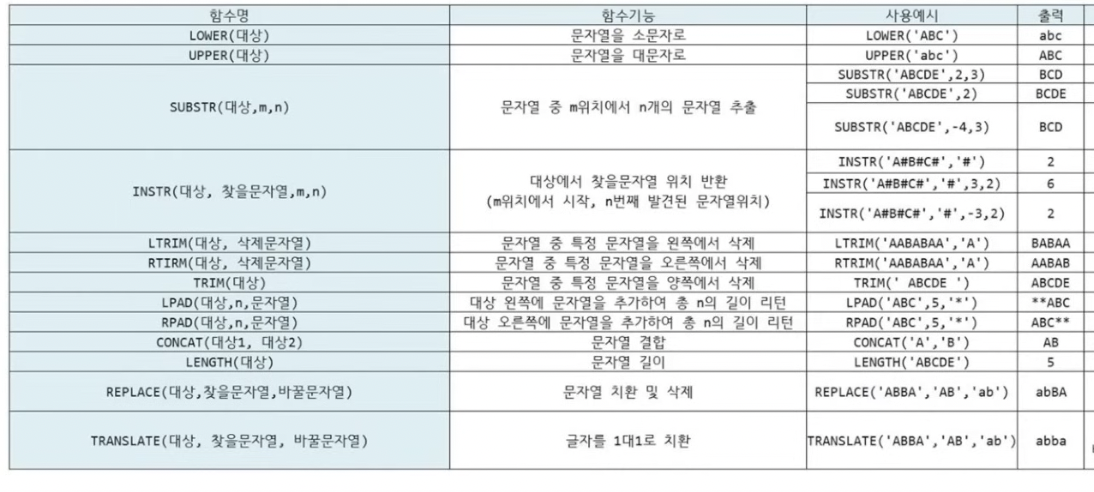 함수명 함수기능 사용예시 출력
LOWER(대상) 문자열을 소문자로 LOWER('ABC') abc
UPPER(대상) 문자열을 대문자로 UPPER('abc') ABC
SUBSTR(대상,m,n) 문자열 중 m위치에서 n개의 문자열 추출 SUBSTR('ABCDE',2,3) BCD
SUBSTR('ABCDE',2) BCDE
SUBSTR('ABCDE',-4,3) BCD
INSTR(대상, 찾을문자열,m,n) 대상에서 찾을문자열 위치 반환 INSTR('A#B#C#','#') 2
(m위치에서 시작, n번째 발견된 문자열위치) INSTR('A#B#C#','#',3,2) 6
INSTR('A#B#C#','#',-3,2) 2
LTRIM(대상, 삭제문자열) 문자열 중 특정 문자열을 왼쪽에서 삭제 LTRIM('AABABAA','A') BABAA
RTIRM(대상, 삭제문자열) 문자열 중 특정 문자열을 오른쪽에서 삭제 RTRIM('AABABAA','A') AABAB
TRIM(대상) 문자열 중 특정 문자열을 양쪽에서 삭제 TRIM(' ABCDE ') ABCDE
LPAD(대상,n,문자열) 대상 왼쪽에 문자열을 추가하여 총 n의 길이 리턴 LPAD('ABC',5,'*') **ABC
RPAD(대상,n,문자열) 대상 오른쪽에 문자열을 추가하여 총 n의 길이 리턴 RPAD('ABC',5,'*') ABC**
CONCAT(대상1, 대상2) 문자열 결합 CONCAT('A','B') AB
LENGTH(대상) 문자열 길이 LENGTH('ABCDE') 5
REPLACE(대상,찾을문자열,바꿀문자열) 문자열 치환 및 삭제 REPLACE('ABBA','AB','ab') abBA
TRANSLATE(대상, 찾을문자열, 바꿀문자열) 글자를 1대1로 치환 TRANSLATE('ABBA','AB','ab') abba